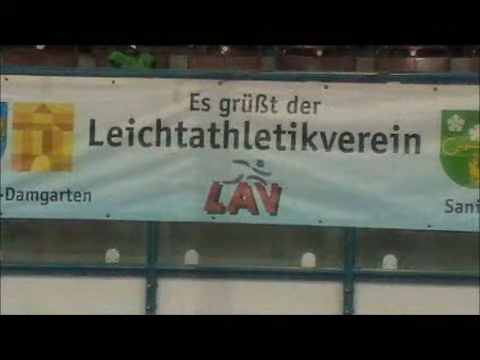 Es grüßt der
Leichtathletikverein
-Damgarten
LAV
Sani